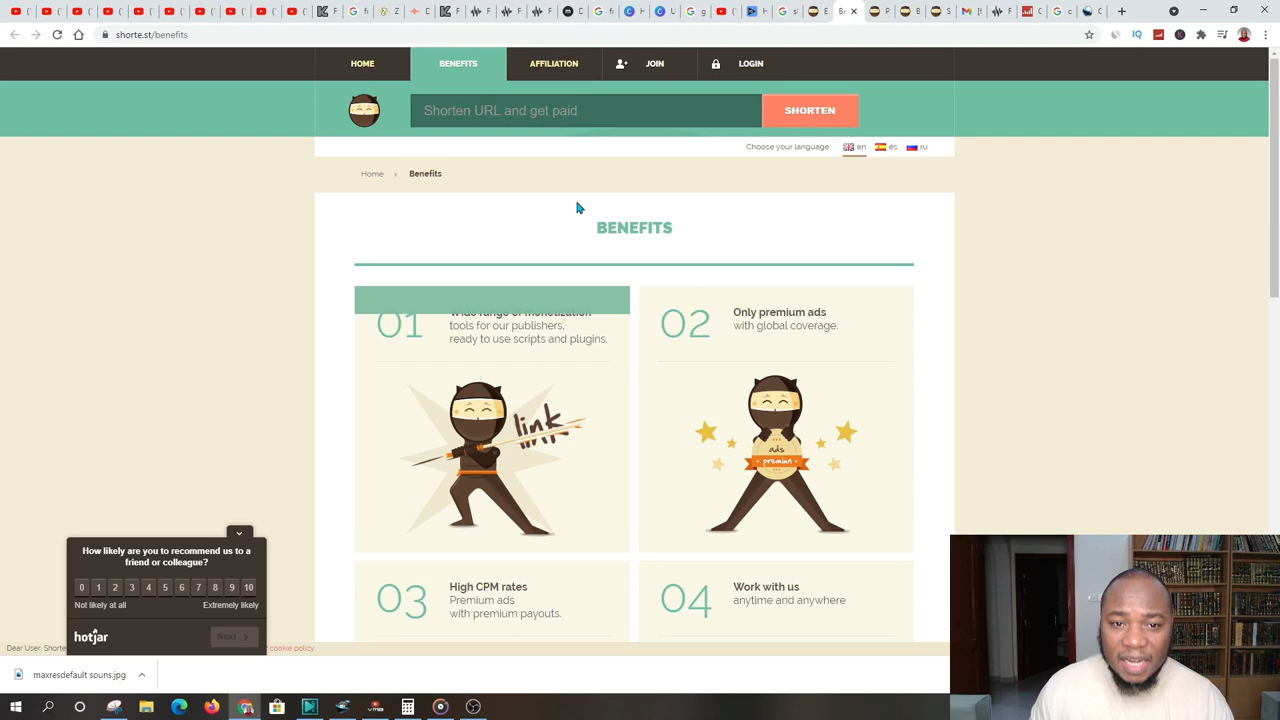 shorte.st/benefits
HOME
BENEFITS
AFFILIATION
JOIN
LOGIN
Shorten URL and get paid
SHORTEN
Choose your language:
en
es
ru
Home › Benefits
BENEFITS
01
tools for our publishers,
ready to use scripts and plugins.
link
02
Only premium ads
with global coverage.
ads
premium
03
High CPM rates
Premium ads
with premium payouts.
04
Work with us
anytime and anywhere
How likely are you to recommend us to a
friend or colleague?
0 1 2 3 4 5 6 7 8 9 10
Not likely at all
Extremely likely
hotjar
Next
Dear User, Shorte
cookie policy.
maxresdefault souns.jpg